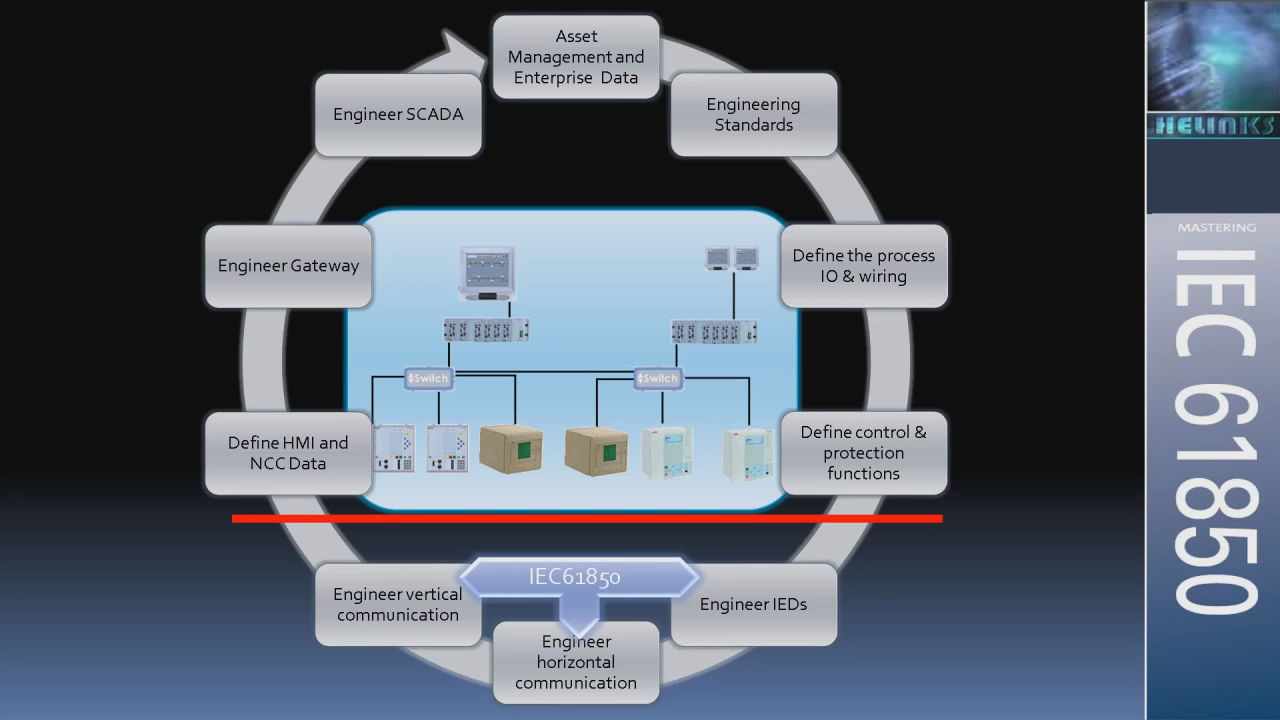 Asset
Management and
Enterprise Data
Engineering
Standards
Define the process
IO & wiring
Define control &
protection
functions
Engineer IEDs
Engineer
horizontal
communication
Engineer vertical
communication
Define HMI and
NCC Data
Engineer Gateway
Engineer SCADA
Switch
Switch
IEC61850
HELINKS
MASTERING
IEC 61850